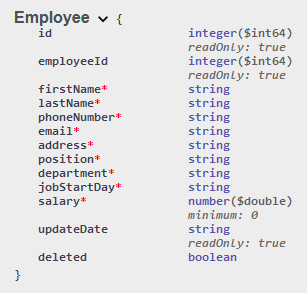 Employee {
id integer($int64)
readOnly: true
employeeId integer($int64)
readOnly: true
firstName* string
lastName* string
phoneNumber* string
email* string
address* string
position* string
department* string
jobStartDay* string
salary* number($double)
minimum: 0
updateDate string
readOnly: true
deleted boolean
}